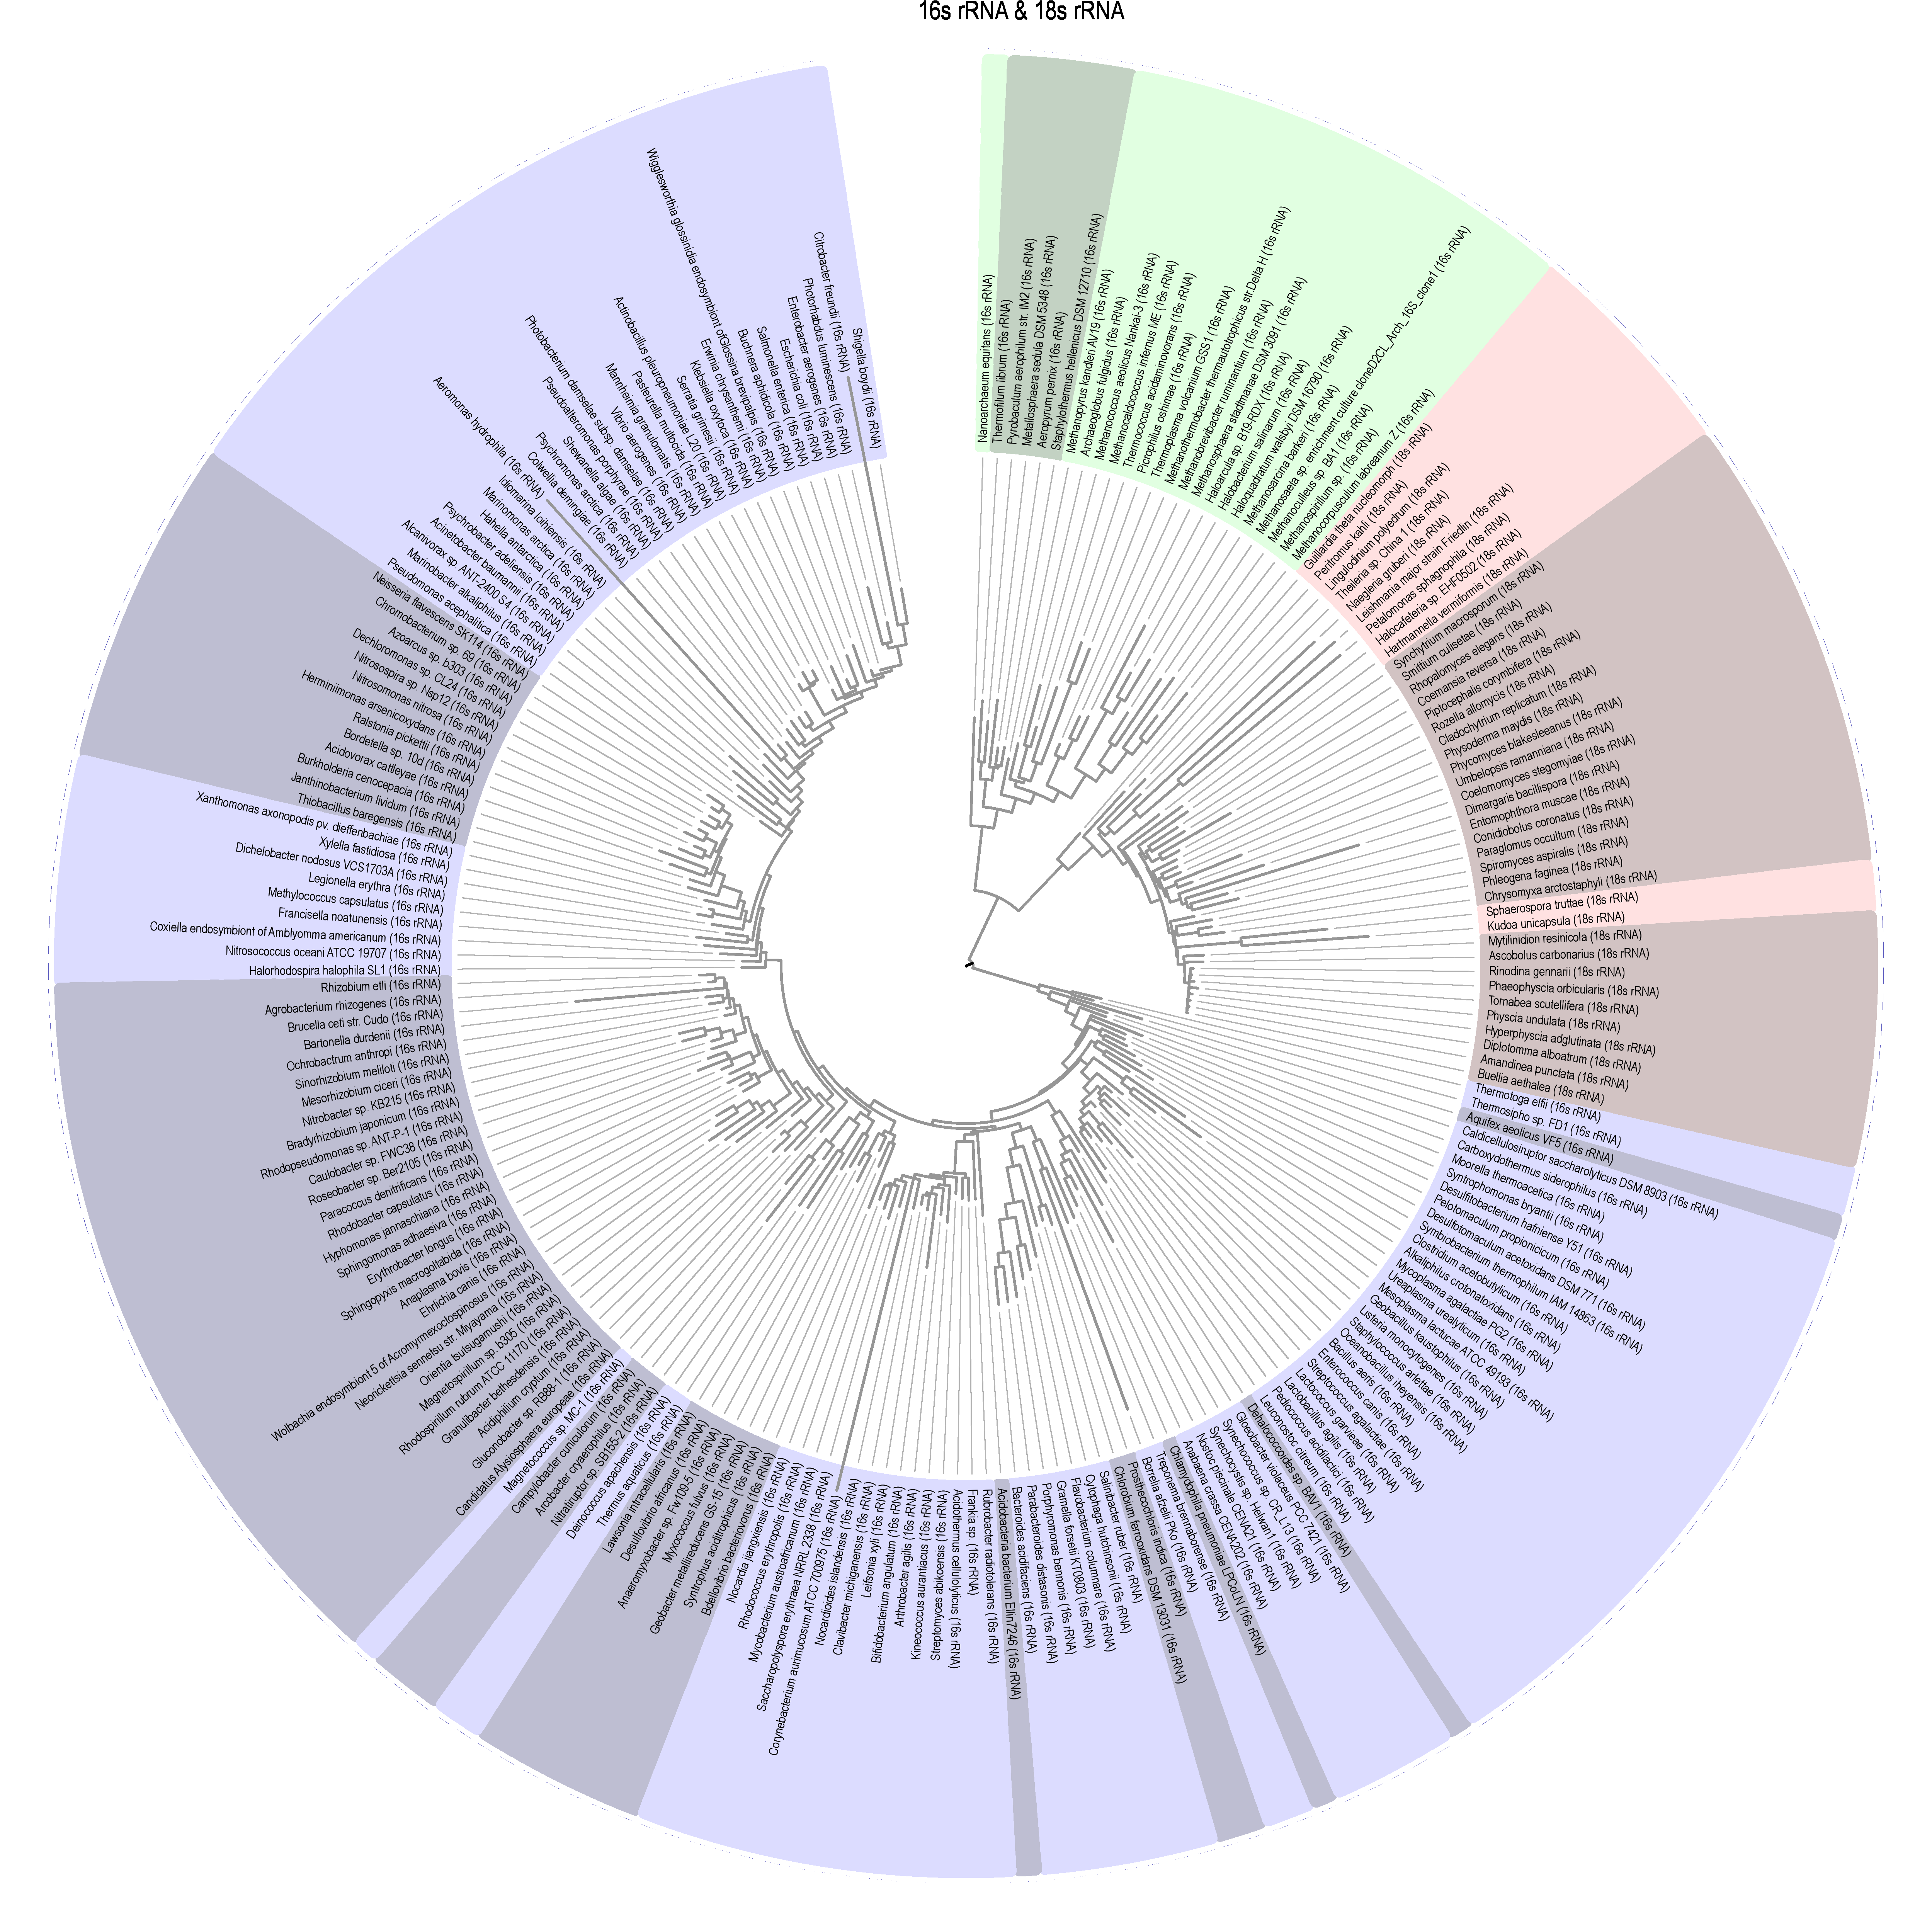 16s rRNA & 18s rRNA
Nanoarchaeum equitans (16s rRNA)
Thermofilum librum (16s rRNA)
Pyrobaculum aerophilum str. IM2 (16s rRNA)
Metallosphaera sedula DSM 5348 (16s rRNA)
Aeropyrum pernix (16s rRNA)
Staphylothermus hellenicus DSM 12710 (16s rRNA)
Methanopyrus kandleri AV19 (16s rRNA)
Archaeoglobus fulgidus (16s rRNA)
Methanococcus aeolicus Nankai-3 (16s rRNA)
Methanocaldococcus infernus ME (16s rRNA)
Thermococcus acidaminovorans (16s rRNA)
Picrophilus oshimae (16s rRNA)
Thermoplasma volcanium GSS1 (16s rRNA)
Methanothermobacter thermautotrophicus str.Delta H (16s rRNA)
Methanobrevibacter ruminantium (16s rRNA)
Methanosphaera stadtmanae DSM 3091 (16s rRNA)
Haloarcula sp. B19-RDX (16s rRNA)
Halobacterium salinarum (16s rRNA)
Haloquadratum walsbyi DSM 16790 (16s rRNA)
Methanosarcina barkeri (16s rRNA)
Methanosaeta sp. enrichment culture cloneD2CL_Arch_16S_clone1 (16s rRNA)
Methanoculleus sp. BA1 (16s rRNA)
Methanospirillum sp. (16s rRNA)
Methanocorpusculum labreanum Z (16s rRNA)
Guillardia theta nucleomorph (18s rRNA)
Peritromus kahli (18s rRNA)
Lingulodinium polyedrum (18s rRNA)
Theileria sp. China 1 (18s rRNA)
Naegleria gruberi (18s rRNA)
Leishmania major strain Friedlin (18s rRNA)
Petalomonas sphagnophila (18s rRNA)
Halocafeteria sp. EHF0502 (18s rRNA)
Hartmannella vermiformis (18s rRNA)
Synchytrium macrosporum (18s rRNA)
Smittium culisetae (18s rRNA)
Rhopalomyces elegans (18s rRNA)
Coemansia reversa (18s rRNA)
Piptocephalis corymbifera (18s rRNA)
Rozella allomycis (18s rRNA)
Cladochytrium replicatum (18s rRNA)
Physoderma maydis (18s rRNA)
Phycomyces blakesleeanus (18s rRNA)
Umbelopsis ramanniana (18s rRNA)
Coelomomyces stegomyiae (18s rRNA)
Dimargaris bacillispora (18s rRNA)
Entomophthora muscae (18s rRNA)
Conidiobolus coronatus (18s rRNA)
Paraglomus occultum (18s rRNA)
Spiromyces aspiralis (18s rRNA)
Phleogena faginea (18s rRNA)
Chrysomyxa arctostaphyli (18s rRNA)
Sphaerospora truttae (18s rRNA)
Kudoa unicapsula (18s rRNA)
Mytilinidion resinicola (18s rRNA)
Ascobolus carbonarius (18s rRNA)
Rinodina gennarii (18s rRNA)
Phaeophyscia orbicularis (18s rRNA)
Tornabea scutellifera (18s rRNA)
Physcia undulata (18s rRNA)
Hyperphyscia adglutinata (18s rRNA)
Diplotomma alboatrum (18s rRNA)
Amandinea punctata (18s rRNA)
Buellia aethalea (18s rRNA)
Thermotoga elfii (16s rRNA)
Thermosipho sp. FD1 (16s rRNA)
Aquifex aeolicus VF5 (16s rRNA)
Caldicellulosiruptor saccharolyticus DSM 8903 (16s rRNA)
Carboxydothermus siderophilus (16s rRNA)
Moorella thermoacetica (16s rRNA)
Syntrophomonas bryantii (16s rRNA)
Desulfitobacterium hafniense Y51 (16s rRNA)
Pelotomaculum propionicicum (16s rRNA)
Desulfotomaculum acetoxidans DSM 771 (16s rRNA)
Symbiobacterium thermophilum IAM 14863 (16s rRNA)
Clostridium acetobutylicum (16s rRNA)
Alkaliphilus crotonatoxidans (16s rRNA)
Mycoplasma agalactiae PG2 (16s rRNA)
Ureaplasma urealyticum (16s rRNA)
Mesoplasma lactucae ATCC 49193 (16s rRNA)
Geobacillus kaustophilus (16s rRNA)
Listeria monocytogenes (16s rRNA)
Staphylococcus arlettae (16s rRNA)
Oceanobacillus iheyensis (16s rRNA)
Bacillus aeris (16s rRNA)
Enterococcus canis (16s rRNA)
Streptococcus agalactiae (16s rRNA)
Lactococcus garvieae (16s rRNA)
Lactobacillus agilis (16s rRNA)
Pediococcus acidilactici (16s rRNA)
Leuconostoc citreum (16s rRNA)
Dehalococcoides sp. BAV1 (16s rRNA)
Gloeobacter violaceus PCC 7421 (16s rRNA)
Synechococcus sp. CR_L13 (16s rRNA)
Synechocystis sp. Helwan1 (16s rRNA)
Nostoc piscinale CENA21 (16s rRNA)
Anabaena crassa CENA202 (16s rRNA)
Chlamydophila pneumoniae LPCoLN (16s rRNA)
Treponema brennaborense (16s rRNA)
Borrelia afzelii PKo (16s rRNA)
Prosthecochloris indica (16s rRNA)
Chlorobium ferrooxidans DSM 13031 (16s rRNA)
Salinibacter ruber (16s rRNA)
Cytophaga hutchinsonii (16s rRNA)
Flavobacterium columnare (16s rRNA)
Gramella forsetii KT0803 (16s rRNA)
Porphyromonas bennonis (16s rRNA)
Parabacteroides distasonis (16s rRNA)
Bacteroides acidifaciens (16s rRNA)
Acidobacteria bacterium Ellin7246 (16s rRNA)
Rubrobacter radiotolerans (16s rRNA)
Frankia sp (16s rRNA)
Acidothermus cellulolyticus (16s rRNA)
Streptomyces abikoensis (16s rRNA)
Kineococcus aurantiacus (16s rRNA)
Arthrobacter agilis (16s rRNA)
Bifidobacterium angulatum (16s rRNA)
Leifsonia xyli (16s rRNA)
Clavibacter michiganensis (16s rRNA)
Nocardioides islandensis (16s rRNA)
Corynebacterium aurimucosum ATCC 700975 (16s rRNA)
Saccharopolyspora erythraea NRRL 2338 (16s rRNA)
Mycobacterium austroafricanum (16s rRNA)
Rhodococcus erythropolis (16s rRNA)
Nocardia jiangxiensis (16s rRNA)
Bdellovibrio bacteriovorus (16s rRNA)
Syntrophus aciditrophicus (16s rRNA)
Geobacter metallireducens GS-15 (16s rRNA)
Myxococcus fulvus (16s rRNA)
Anaeromyxobacter sp. Fw109-5 (16s rRNA)
Desulfovibrio africanus (16s rRNA)
Lawsonia intracellularis (16s rRNA)
Thermus aquaticus (16s rRNA)
Deinococcus apachensis (16s rRNA)
Nitratiruptor sp. SB155-2 (16s rRNA)
Arcobacter cryaerophilus (16s rRNA)
Campylobacter cuniculorum (16s rRNA)
Magnetococcus sp. MC-1 (16s rRNA)
Candidatus Alysiosphaera europaea (16s rRNA)
Gluconobacter sp. RB88-1 (16s rRNA)
Acidiphilium cryptum (16s rRNA)
Granulibacter bethesdensis (16s rRNA)
Rhodospirillum rubrum ATCC 11170 (16s rRNA)
Magnetospirillum sp. b305 (16s rRNA)
Orientia tsutsugamushi (16s rRNA)
Neorickettsia sennetsu str. Miyayama (16s rRNA)
Wolbachia endosymbiont 5 of Acromyrmexoctospinosus (16s rRNA)
Ehrlichia canis (16s rRNA)
Anaplasma bovis (16s rRNA)
Sphingopyxis macrogoltabida (16s rRNA)
Erythrobacter longus (16s rRNA)
Sphingomonas adhaesiva (16s rRNA)
Hyphomonas jannaschiana (16s rRNA)
Rhodobacter capsulatus (16s rRNA)
Paracoccus denitrificans (16s rRNA)
Roseobacter sp. Ber2105 (16s rRNA)
Caulobacter sp. FWC38 (16s rRNA)
Rhodopseudomonas sp. ANT-P-1 (16s rRNA)
Bradyrhizobium japonicum (16s rRNA)
Nitrobacter sp. KB215 (16s rRNA)
Mesorhizobium ciceri (16s rRNA)
Sinorhizobium meliloti (16s rRNA)
Ochrobactrum anthropi (16s rRNA)
Bartonella durdenii (16s rRNA)
Brucella ceti str. Cudo (16s rRNA)
Agrobacterium rhizogenes (16s rRNA)
Rhizobium etli (16s rRNA)
Halorhodospira halophila SL1 (16s rRNA)
Nitrosococcus oceani ATCC 19707 (16s rRNA)
Coxiella endosymbiont of Amblyomma americanum (16s rRNA)
Francisella noatunensis (16s rRNA)
Methylococcus capsulatus (16s rRNA)
Legionella erythra (16s rRNA)
Dichelobacter nodosus VCS1703A (16s rRNA)
Xylella fastidiosa (16s rRNA)
Xanthomonas axonopodis pv. dieffenbachiae (16s rRNA)
Thiobacillus baregensis (16s rRNA)
Janthinobacterium lividum (16s rRNA)
Burkholderia cenocepacia (16s rRNA)
Acidovorax cattleyae (16s rRNA)
Bordetella sp. 10d (16s rRNA)
Ralstonia pickettii (16s rRNA)
Herminiimonas arsenicoxydans (16s rRNA)
Nitrosomonas nitrosa (16s rRNA)
Nitrosospira sp. Nsp12 (16s rRNA)
Dechloromonas sp. CL24 (16s rRNA)
Azoarcus sp. b303 (16s rRNA)
Chromobacterium sp. 69 (16s rRNA)
Neisseria flavescens SK114 (16s rRNA)
Pseudomonas acephalitica (16s rRNA)
Marinobacter alkaliphilus (16s rRNA)
Alcanivorax sp. ANT-2400 S4 (16s rRNA)
Acinetobacter baumannii (16s rRNA)
Psychrobacter adeliensis (16s rRNA)
Hahella antarctica (16s rRNA)
Marinomonas arctica (16s rRNA)
Idiomarina loihiensis (16s rRNA)
Aeromonas hydrophila (16s rRNA)
Colwellia demingiae (16s rRNA)
Psychromonas arctica (16s rRNA)
Shewanella algae (16s rRNA)
Pseudoalteromonas porphyrae (16s rRNA)
Photobacterium damselae subsp. damselae (16s rRNA)
Vibrio aerogenes (16s rRNA)
Mannheimia granulomatis (16s rRNA)
Pasteurella multocida (16s rRNA)
Actinobacillus pleuropneumoniae L20 (16s rRNA)
Serratia grimesii (16s rRNA)
Klebsiella oxytoca (16s rRNA)
Erwinia chrysanthemi (16s rRNA)
Wigglesworthia glossinidia endosymbiont ofGlossina brevipalpis (16s rRNA)
Buchnera aphidicola (16s rRNA)
Salmonella enterica (16s rRNA)
Escherichia coli (16s rRNA)
Enterobacter aerogenes (16s rRNA)
Photorhabdus luminescens (16s rRNA)
Citrobacter freundii (16s rRNA)
Shigella boydii (16s rRNA)